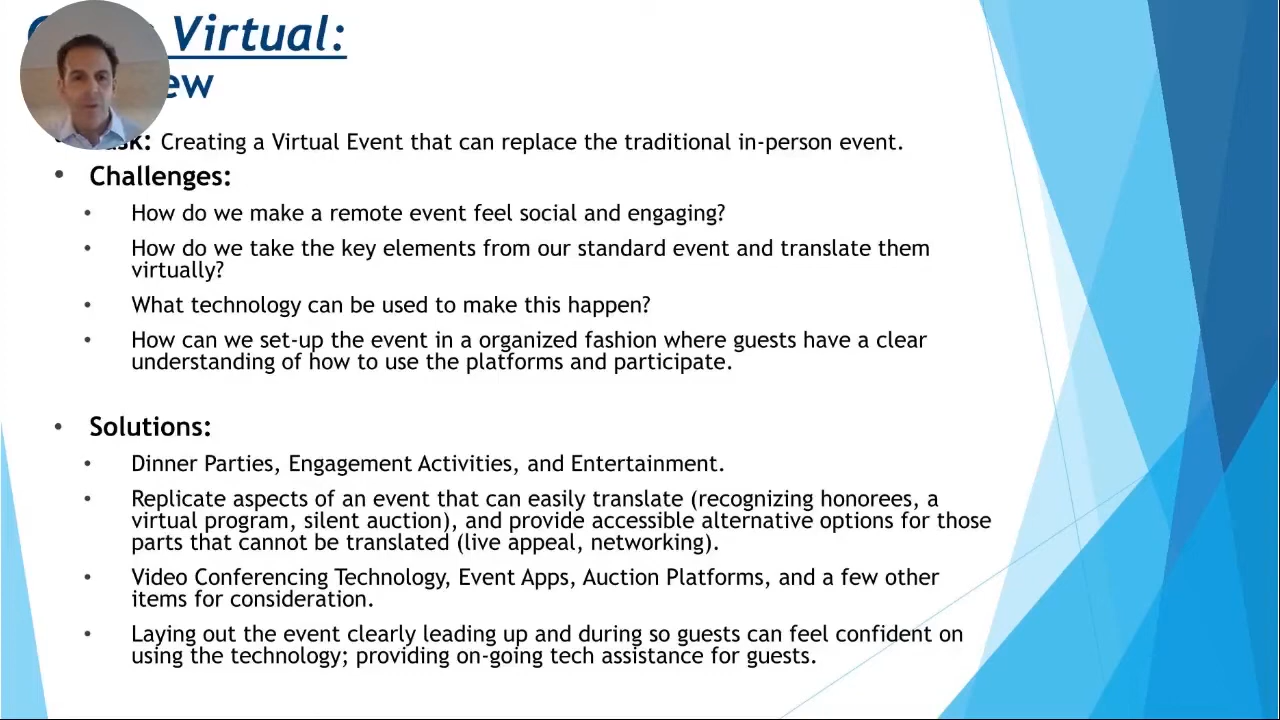 Virtual:
ew
Task: Creating a Virtual Event that can replace the traditional in-person event.
• Challenges:
• How do we make a remote event feel social and engaging?
• How do we take the key elements from our standard event and translate them
virtually?
• What technology can be used to make this happen?
• How can we set-up the event in a organized fashion where guests have a clear
understanding of how to use the platforms and participate.
• Solutions:
• Dinner Parties, Engagement Activities, and Entertainment.
• Replicate aspects of an event that can easily translate (recognizing honorees, a
virtual program, silent auction), and provide accessible alternative options for those
parts that cannot be translated (live appeal, networking).
• Video Conferencing Technology, Event Apps, Auction Platforms, and a few other
items for consideration.
• Laying out the event clearly leading up and during so guests can feel confident on
using the technology; providing on-going tech assistance for guests.